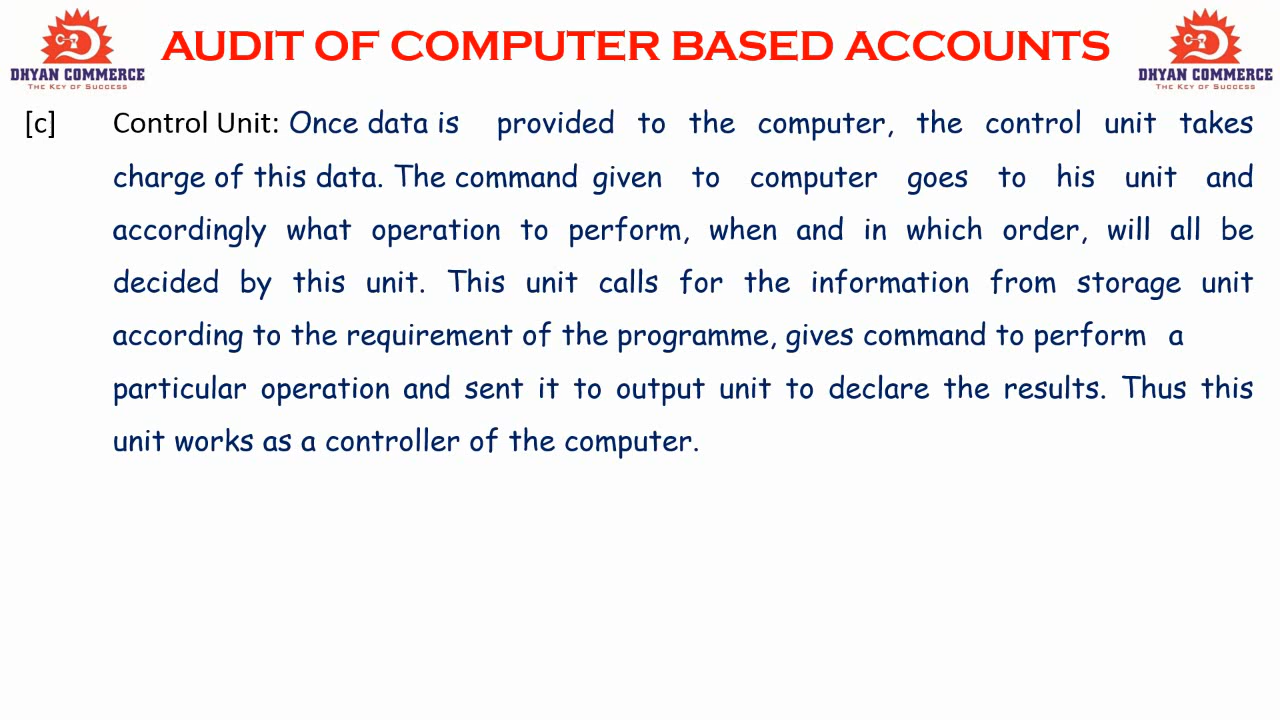 AUDIT OF COMPUTER BASED ACCOUNTS
DHYAN COMMERCE
The Key of Success
DHYAN COMMERCE
The Key of Success
[c] Control Unit: Once data is provided to the computer, the control unit takes
charge of this data. The command given to computer goes to his unit and
accordingly what operation to perform, when and in which order, will all be
decided by this unit. This unit calls for the information from storage unit
according to the requirement of the programme, gives command to perform a
particular operation and sent it to output unit to declare the results. Thus this
unit works as a controller of the computer.